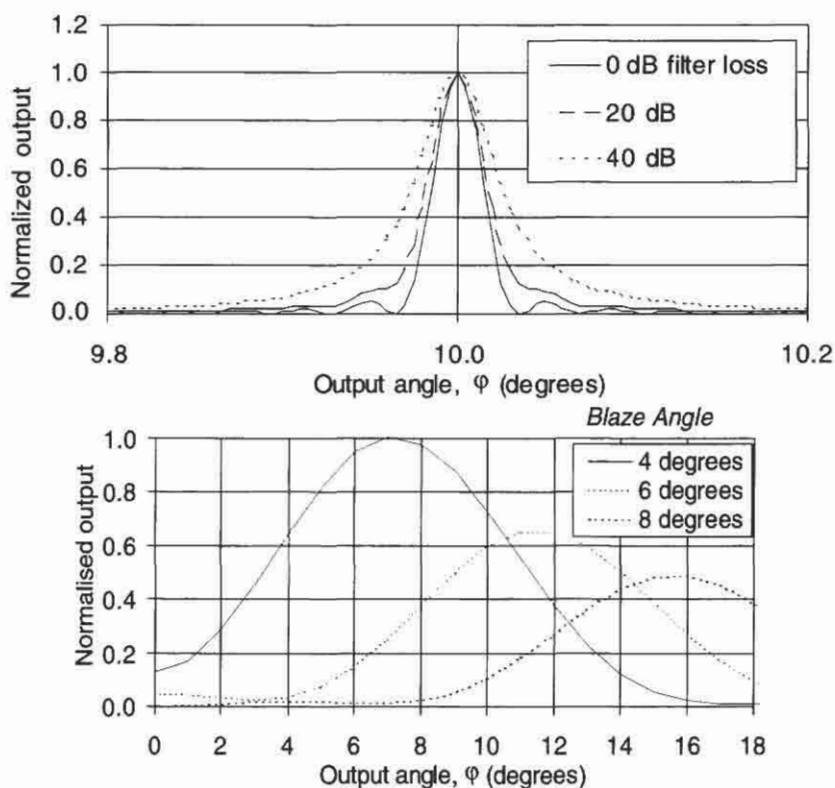 1.2
1.0
0.8
0.6
0.4
0.2
0.0
Normalized output
0 dB filter loss
20 dB
40 dB
9.8
10.0
10.2
Output angle, φ (degrees)
Blaze Angle
1.0
0.8
0.6
0.4
0.2
0.0
Normalised output
4 degrees
6 degrees
8 degrees
0
2
4
6
8
10
12
14
16
18
Output angle, φ (degrees)